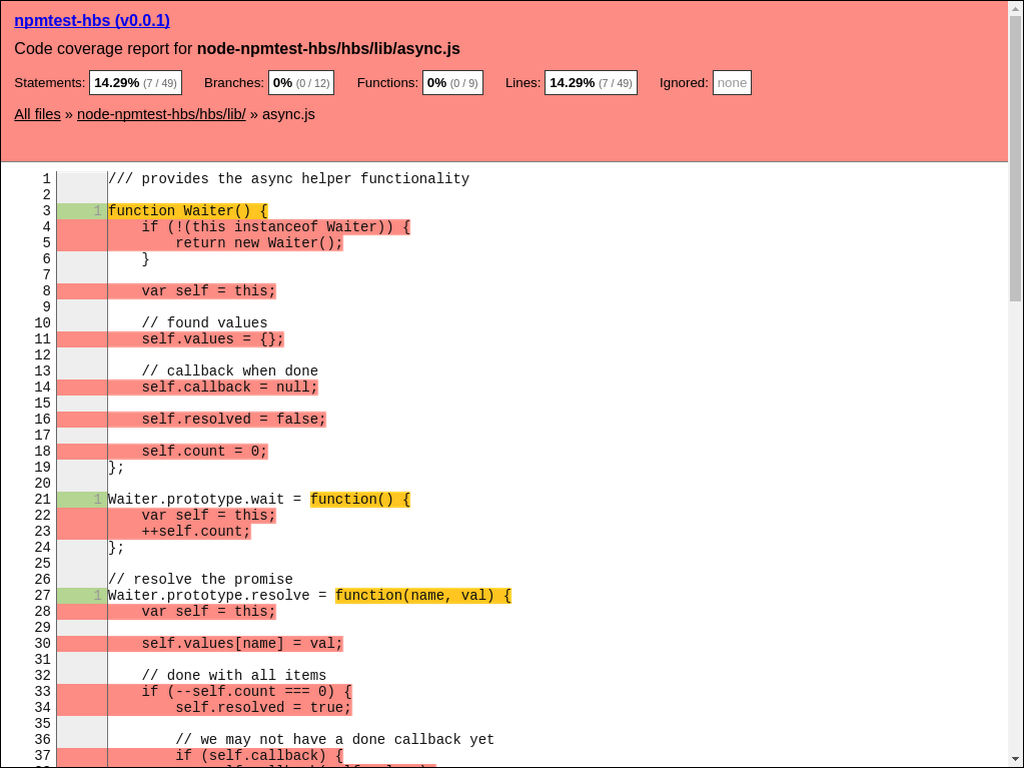 npmtest-hbs (v0.0.1)
Code coverage report for node-npmtest-hbs/hbs/lib/async.js
Statements: 14.29% (7 / 49) Branches: 0% (0 / 12) Functions: 0% (0 / 9) Lines: 14.29% (7 / 49) Ignored: none
All files » node-npmtest-hbs/hbs/lib/ » async.js
1 /// provides the async helper functionality
2
3 1 function Waiter() {
4     if (!(this instanceof Waiter)) {
5         return new Waiter();
6     }
7
8     var self = this;
9
10     // found values
11     self.values = {};
12
13     // callback when done
14     self.callback = null;
15
16     self.resolved = false;
17
18     self.count = 0;
19 };
20
21 1 Waiter.prototype.wait = function() {
22     var self = this;
23     ++self.count;
24 };
25
26 // resolve the promise
27 1 Waiter.prototype.resolve = function(name, val) {
28     var self = this;
29
30     self.values[name] = val;
31
32     // done with all items
33     if (--self.count === 0) {
34         self.resolved = true;
35
36         // we may not have a done callback yet
37         if (self.callback) {